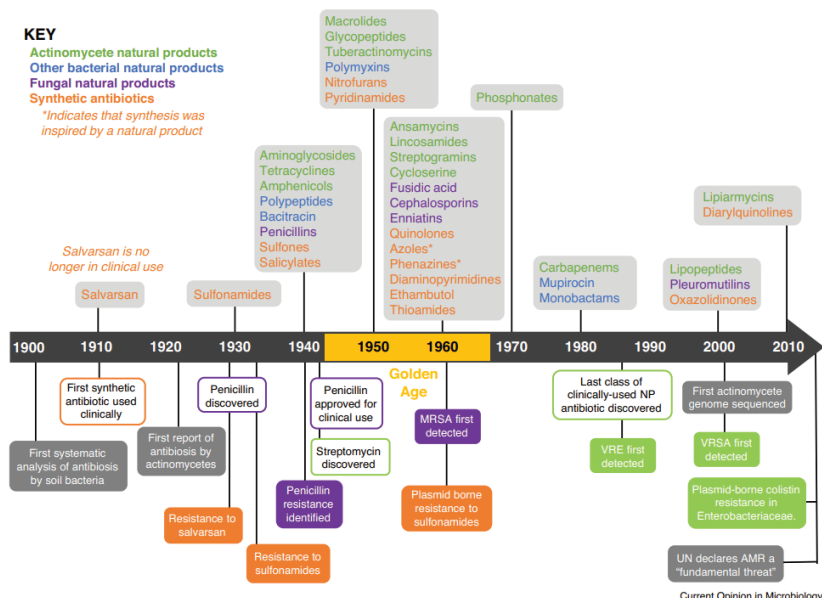 KEY
Actinomycete natural products
Other bacterial natural products
Fungal natural products
Synthetic antibiotics
*Indicates that synthesis was
inspired by a natural product
Salvarsan is no
longer in clinical use
Salvarsan
Sulfonamides
Aminoglycosides
Tetracyclines
Amphenicols
Polypeptides
Bacitracin
Penicillins
Sulfones
Salicylates
Macrolides
Glycopeptides
Tuberactinomycins
Polymyxins
Nitrofurans
Pyridinamides
Ansamycins
Lincosamides
Streptogramins
Cycloserine
Fusidic acid
Cephalosporins
Enniatins
Quinolones
Azoles*
Phenazines*
Diaminopyrimidines
Ethambutol
Thioamides
Phosphonates
Carbapenems
Mupirocin
Monobactams
Lipopeptides
Pleuromutilins
Oxazolidinones
Lipiarmycins
Diarylquinolines
1900 1910 1920 1930 1940 1950 1960 1970 1980 1990 2000 2010
Golden
Age
First systematic
analysis of antibiosis
by soil bacteria
First synthetic
antibiotic used
clinically
First report of
antibiosis by
actinomycetes
Penicillin
discovered
Resistance to
salvarsan
Resistance to
sulfonamides
Penicillin
resistance
identified
Penicillin
approved for
clinical use
Streptomycin
discovered
MRSA first
detected
Plasmid borne
resistance to
sulfonamides
Last class of
clinically-used NP
antibiotic discovered
VRE first
detected
First actinomycete
genome sequenced
VRSA first
detected
Plasmid-borne colistin
resistance in
Enterobacteriaceae.
UN declares AMR a
“fundamental threat”
Current Opinion in Microbiology